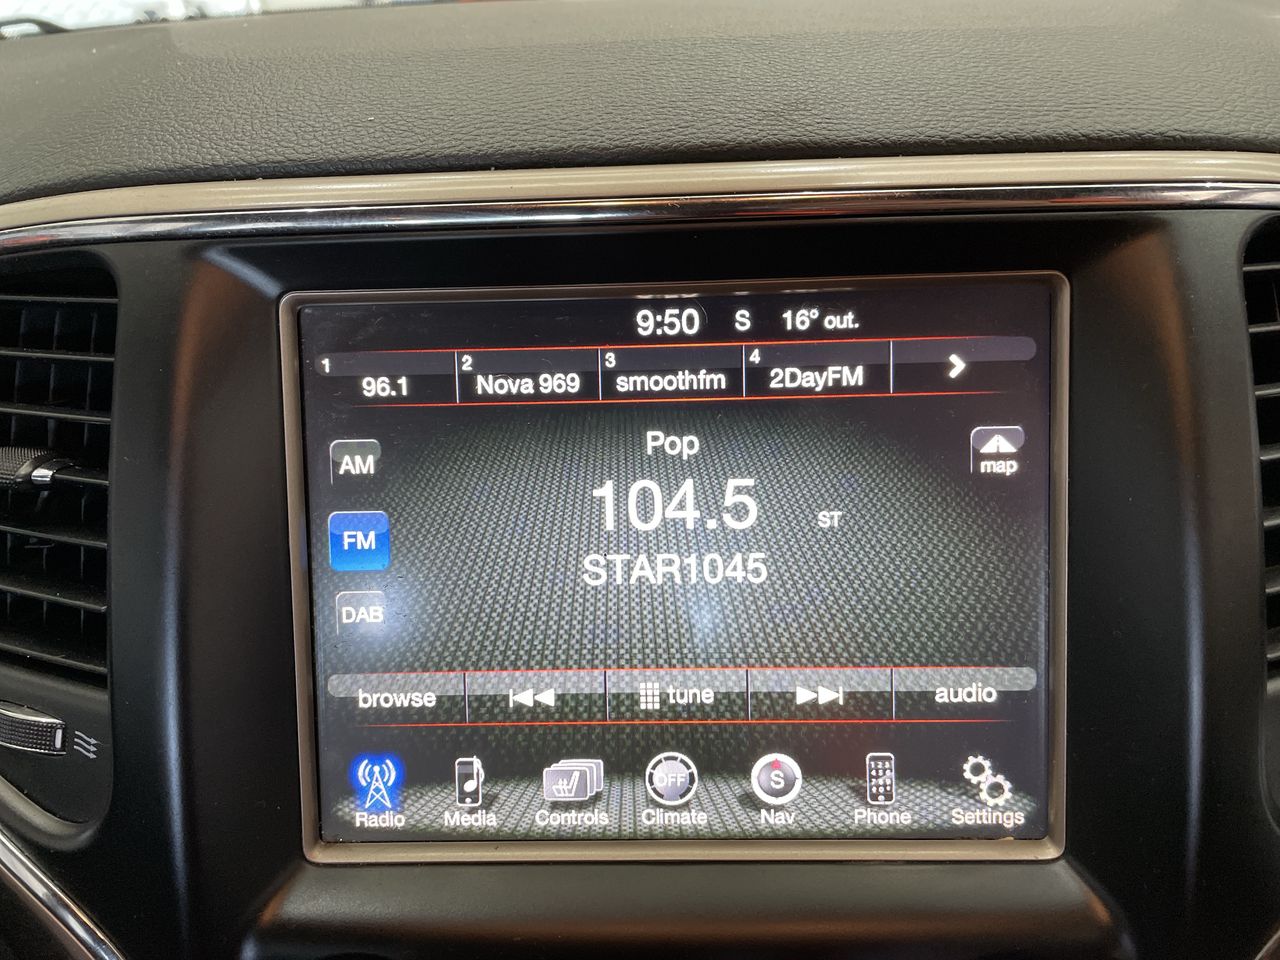 9:50 S 16° out.
1 96.1 2 Nova 969 3 smoothfm 4 2DayFM
Pop
AM map
104.5 ST
FM
STAR1045
DAB
browse tune audio
OFF S
Radio Media Controls Climate Nav Phone Settings